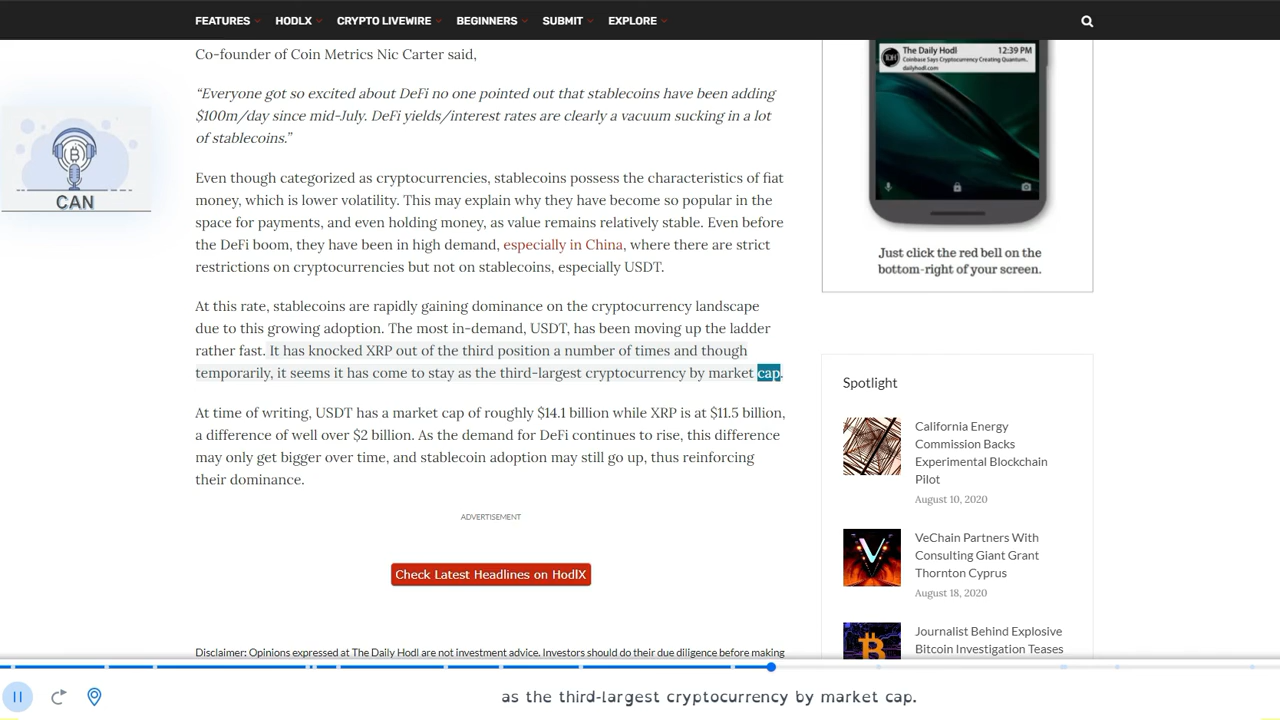 FEATURES HODLX CRYPTO LIVEWIRE BEGINNERS SUBMIT EXPLORE
Co-founder of Coin Metrics Nic Carter said,
“Everyone got so excited about DeFi no one pointed out that stablecoins have been adding
$100m/day since mid-July. DeFi yields/interest rates are clearly a vacuum sucking in a lot
of stablecoins.”
CAN
Even though categorized as cryptocurrencies, stablecoins possess the characteristics of fiat
money, which is lower volatility. This may explain why they have become so popular in the
space for payments, and even holding money, as value remains relatively stable. Even before
the DeFi boom, they have been in high demand, especially in China, where there are strict
restrictions on cryptocurrencies but not on stablecoins, especially USDT.
At this rate, stablecoins are rapidly gaining dominance on the cryptocurrency landscape
due to this growing adoption. The most in-demand, USDT, has been moving up the ladder
rather fast. It has knocked XRP out of the third position a number of times and though
temporarily, it seems it has come to stay as the third-largest cryptocurrency by market cap.
At time of writing, USDT has a market cap of roughly $14.1 billion while XRP is at $11.5 billion,
a difference of well over $2 billion. As the demand for DeFi continues to rise, this difference
may only get bigger over time, and stablecoin adoption may still go up, thus reinforcing
their dominance.
ADVERTISEMENT
Check Latest Headlines on HodlX
Disclaimer: Opinions expressed at The Daily Hodl are not investment advice. Investors should do their due diligence before making
The Daily Hodl 12:39 PM
Coinbase Says Cryptocurrency Creating Quantum..
dailyhodl.com
Just click the red bell on the
bottom-right of your screen.
Spotlight
California Energy
Commission Backs
Experimental Blockchain
Pilot
August 10, 2020
VeChain Partners With
Consulting Giant Grant
Thornton Cyprus
August 18, 2020
Journalist Behind Explosive
Bitcoin Investigation Teases
as the third-largest cryptocurrency by market cap.